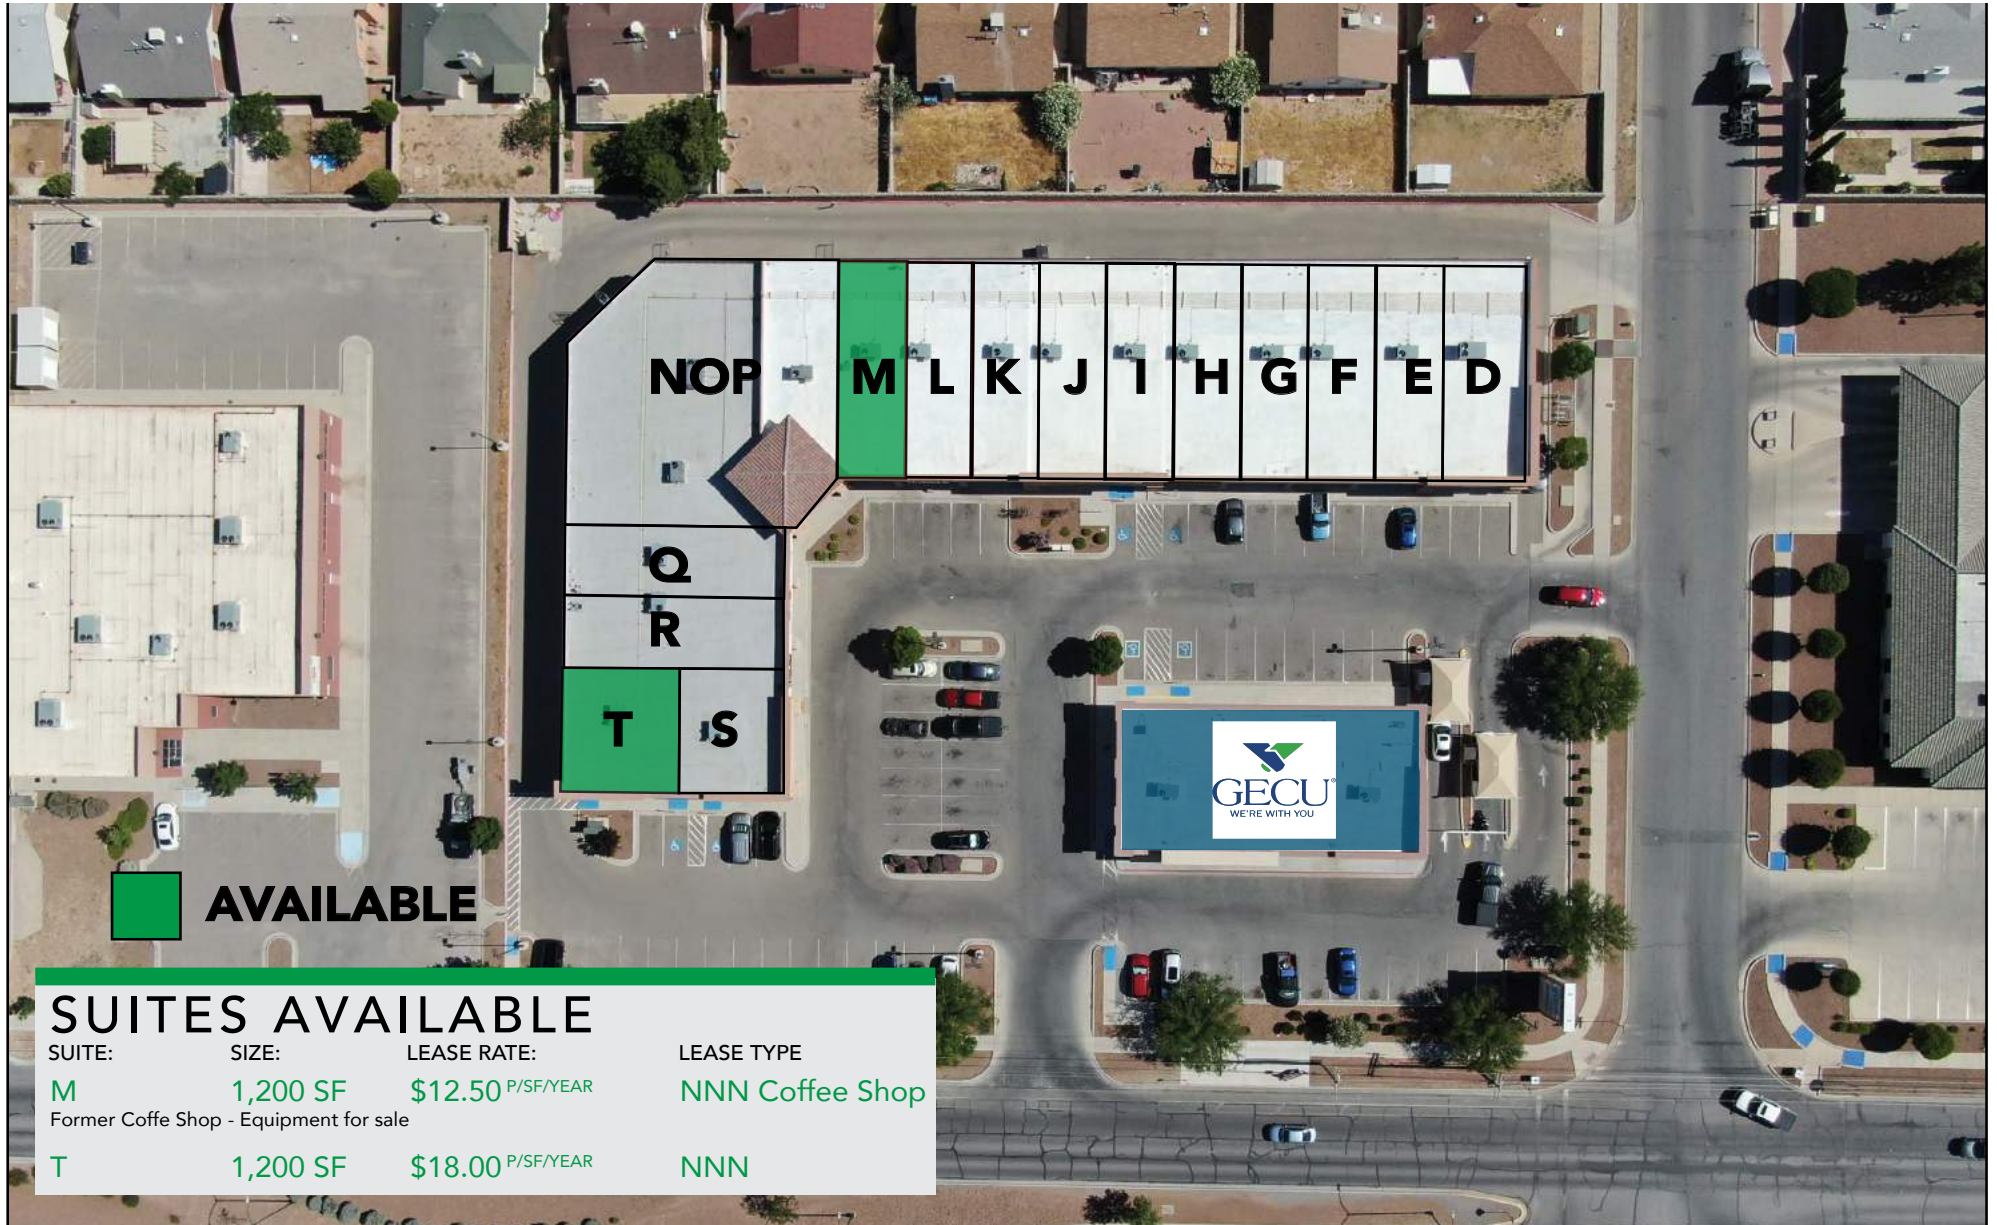 NOP M L K J I H G F E D
Q
R
T S
GECU®
WE'RE WITH YOU
AVAILABLE
SUITES AVAILABLE
SUITE: SIZE: LEASE RATE: LEASE TYPE
M 1,200 SF $12.50 P/SF/YEAR NNN Coffee Shop
Former Coffe Shop - Equipment for sale
T 1,200 SF $18.00 P/SF/YEAR NNN